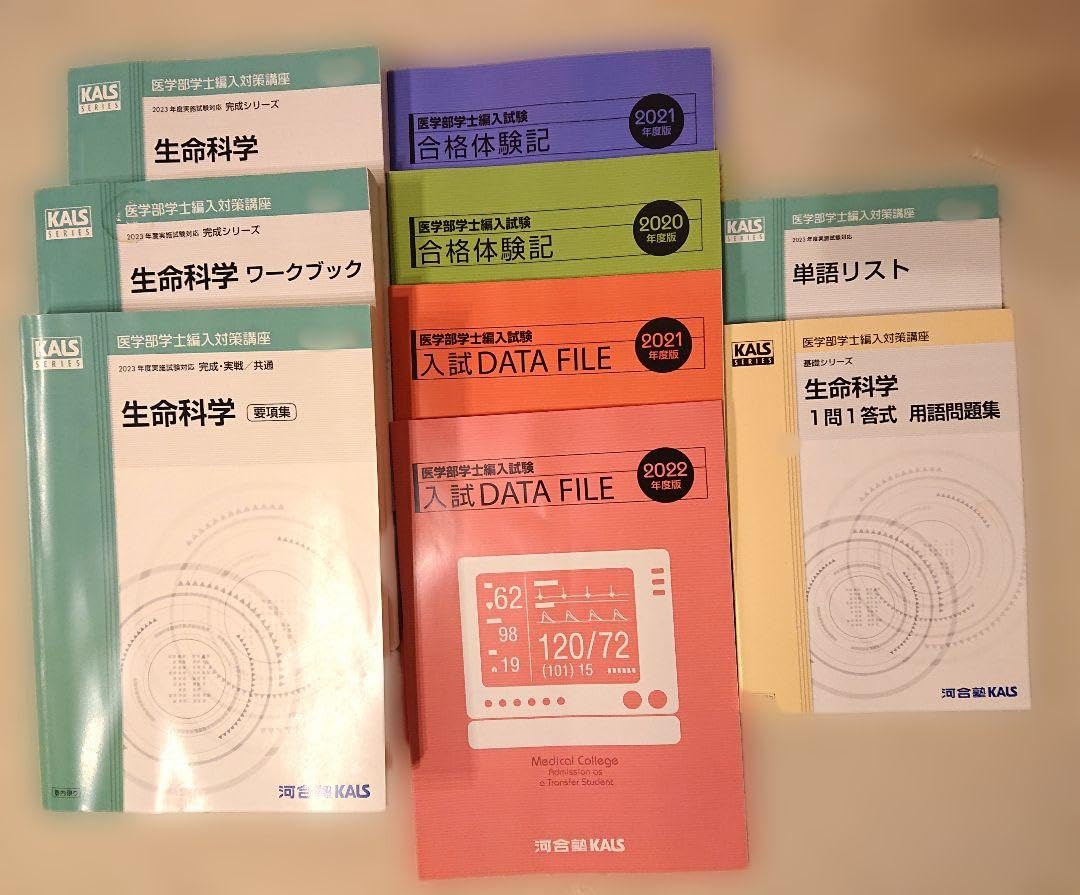 KALS
SERIES
医学部学士編入対策講座
2023年度実施試験対応 完成シリーズ
生命科学
KALS
SERIES
医学部学士編入対策講座
2023年度実施試験対応 完成シリーズ
生命科学 ワークブック
KALS
SERIES
医学部学士編入対策講座
2023年度実施試験対応 完成・実戦/共通
生命科学 要項集
河合塾KALS
医学部学士編入試験
合格体験記
2021
年度版
医学部学士編入試験
合格体験記
2020
年度版
医学部学士編入試験
入試DATA FILE
2021
年度版
医学部学士編入試験
入試DATA FILE
2022
年度版
62
98
19
120/72
(101) 15
Medical College
Admission as
a Transfer Student
河合塾KALS
KALS
SERIES
医学部学士編入対策講座
2023年度実施試験対応
単語リスト
KALS
SERIES
医学部学士編入対策講座
基礎シリーズ
生命科学
1問1答式 用語問題集
河合塾KALS